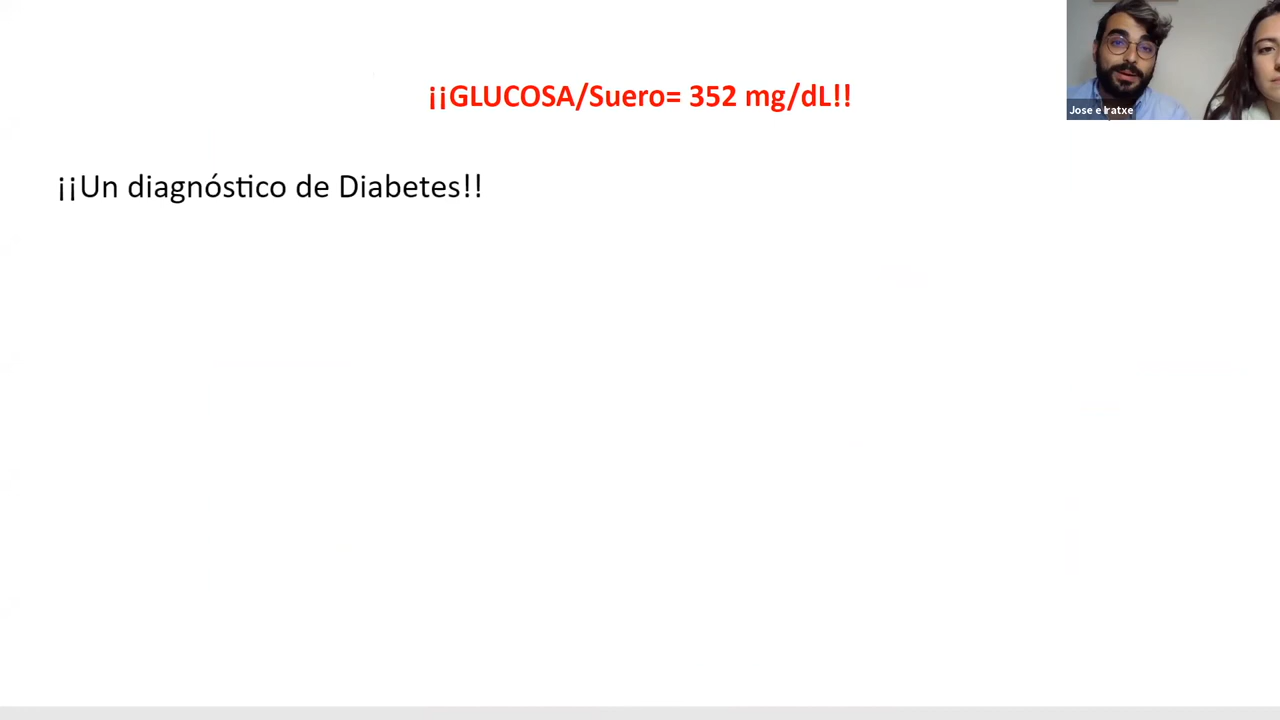 ¡¡GLUCOSA/Suero= 352 mg/dL!!
Jose e Iratxe
¡¡Un diagnóstico de Diabetes!!